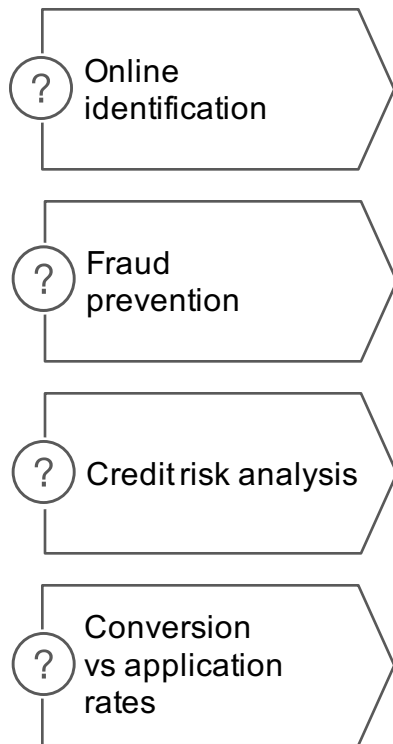 ?
Online
identification
?
Fraud
prevention
?
Credit risk analysis
?
Conversion
vs application
rates